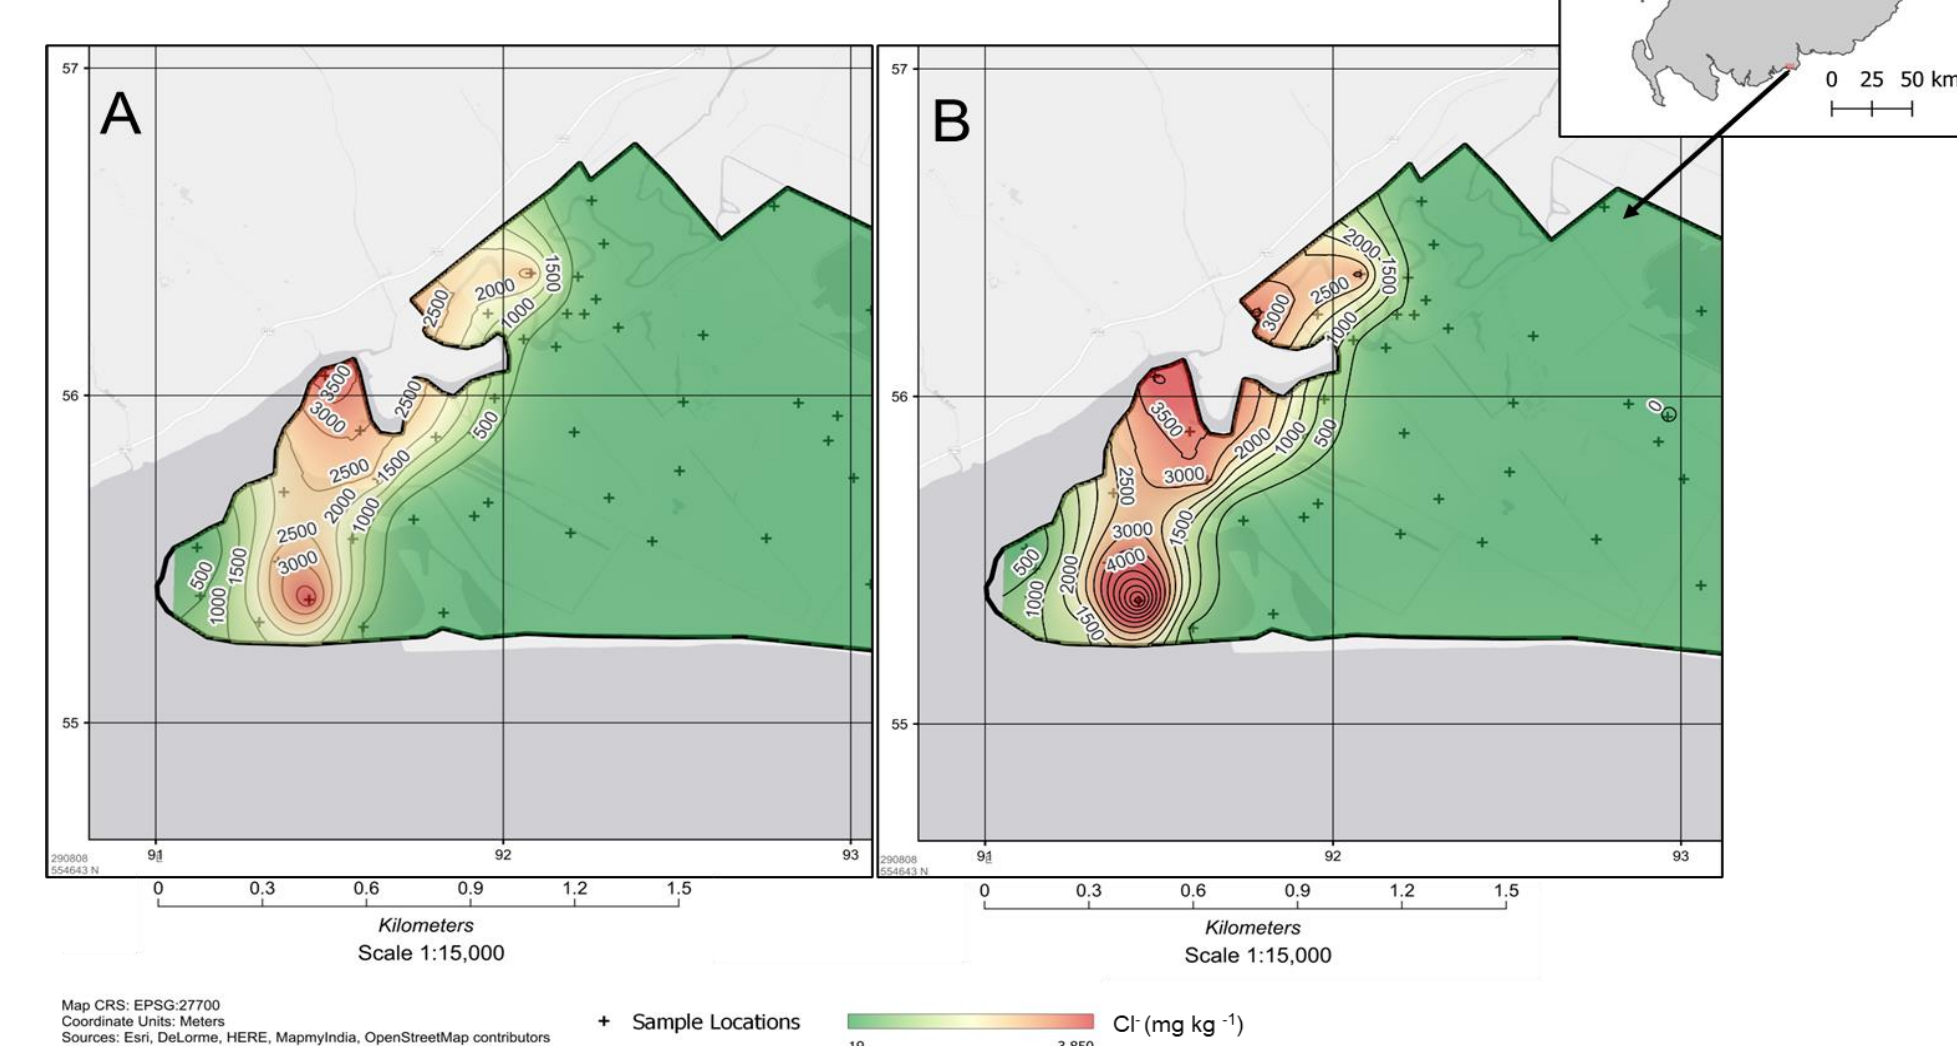 0 25 50 km
57
A
1500
2000
2500
1000
3500
56
3000
2500
500
2500
1500
2000
1000
2500
3000
1500
500
1000
55
91
92
93
290808 E
554643 N
0 0.3 0.6 0.9 1.2 1.5
Kilometers
Scale 1:15,000
57
B
2000
1500
2500
3000
1000
56
0
3500
2000
1000
500
3000
2500
3000
1500
4000
500
2000
1000
1500
55
91
92
93
290808 E
554643 N
0 0.3 0.6 0.9 1.2 1.5
Kilometers
Scale 1:15,000
Map CRS: EPSG:27700
Coordinate Units: Meters
Sources: Esri, DeLorme, HERE, MapmyIndia, OpenStreetMap contributors
+ Sample Locations
Cl- (mg kg -1)
19 3,850